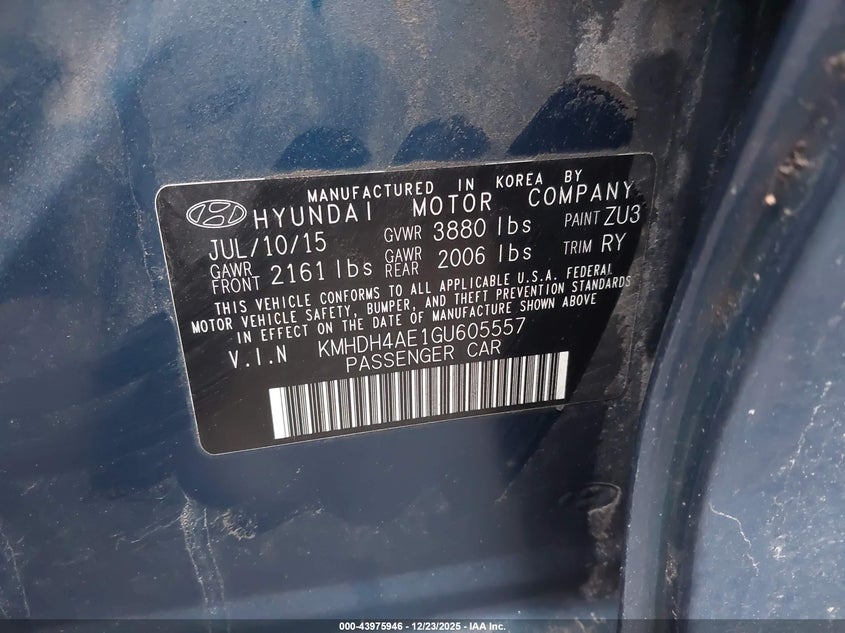 MANUFACTURED IN KOREA BY
HYUNDAI MOTOR COMPANY
JUL/10/15 GVWR 3880 lbs PAINT ZU3
GAWR FRONT 2161 lbs GAWR REAR 2006 lbs TRIM RY
THIS VEHICLE CONFORMS TO ALL APPLICABLE U.S.A. FEDERAL
MOTOR VEHICLE SAFETY, BUMPER, AND THEFT PREVENTION STANDARDS
IN EFFECT ON THE DATE OF MANUFACTURE SHOWN ABOVE
V.I.N KMHDH4AE1GU605557
PASSENGER CAR
000-43975946 - 12/23/2025 - IAA Inc.